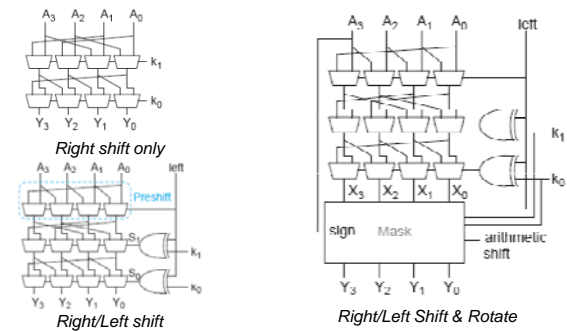 A3 A2 A1 A0
k1
k0
Y3 Y2 Y1 Y0
Right shift only
A3 A2 A1 A0 left
Preshift
S1
k1
S0
k0
Y3 Y2 Y1 Y0
Right/Left shift
A3 A2 A1 A0 left
k1
k0
X3 X2 X1 X0
sign Mask
arithmetic
shift
Y3 Y2 Y1 Y0
Right/Left Shift & Rotate